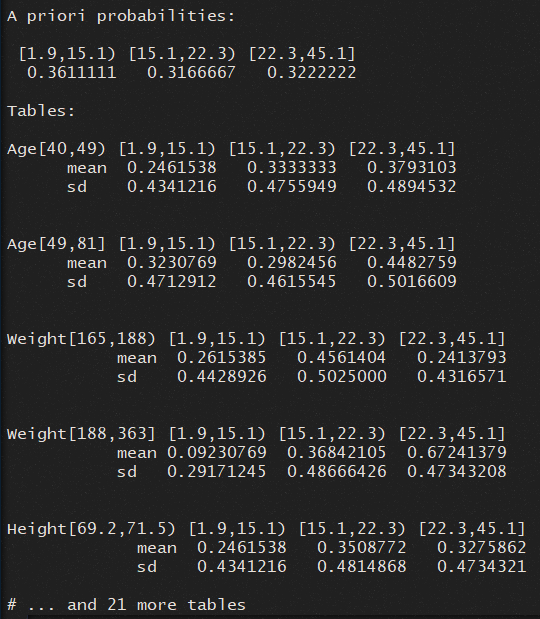 A priori probabilities:
[1.9,15.1) [15.1,22.3) [22.3,45.1]
0.3611111 0.3166667 0.3222222
Tables:
Age[40,49) [1.9,15.1) [15.1,22.3) [22.3,45.1]
mean 0.2461538 0.3333333 0.3793103
sd 0.4341216 0.4755949 0.4894532
Age[49,81] [1.9,15.1) [15.1,22.3) [22.3,45.1]
mean 0.3230769 0.2982456 0.4482759
sd 0.4712912 0.4615545 0.5016609
Weight[165,188) [1.9,15.1) [15.1,22.3) [22.3,45.1]
mean 0.2615385 0.4561404 0.2413793
sd 0.4428926 0.5025000 0.4316571
Weight[188,363] [1.9,15.1) [15.1,22.3) [22.3,45.1]
mean 0.09230769 0.36842105 0.67241379
sd 0.29171245 0.48666426 0.47343208
Height[69.2,71.5) [1.9,15.1) [15.1,22.3) [22.3,45.1]
mean 0.2461538 0.3508772 0.3275862
sd 0.4341216 0.4814868 0.4734321
# ... and 21 more tables